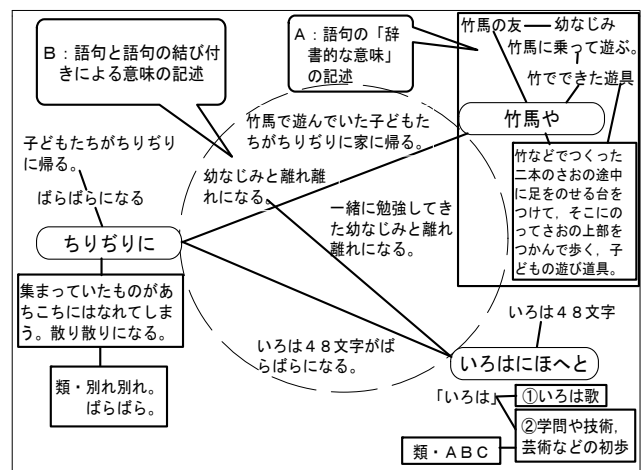 B：語句と語句の結び付
きによる意味の記述
A：語句の「辞
書的な意味」
の記述
竹馬の友
幼なじみ
竹馬に乗って遊ぶ。
竹でできた遊具
竹馬や
竹などでつくった
二本のさおの途中
に足をのせる台を
つけて，そこにの
ってさおの上部を
つかんで歩く，子
どもの遊び道具。
子どもたちがちりぢり
に帰る。
ばらばらになる
ちりぢりに
集まっていたものがあ
ちこちにはなれてしま
う。散り散りになる。
類・別れ別れ。
ばらばら。
竹馬で遊んでいた子どもた
ちがちりぢりに家に帰る。
幼なじみと離れ離
れになる。
一緒に勉強してき
た幼なじみと離れ
離れになる。
いろは４８文字がば
らばらになる。
いろは４８文字
いろはにほへと
「いろは」
①いろは歌
②学問や技術，
芸術などの初歩
類・ＡＢＣ